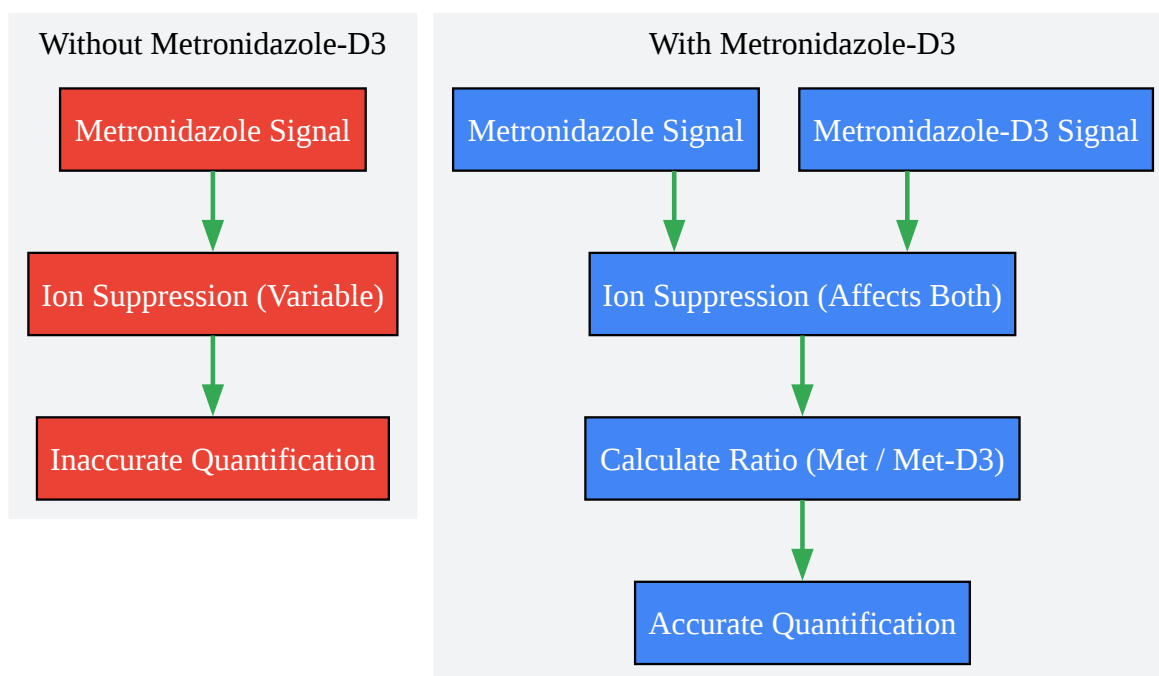 Without Metronidazole-D3
Metronidazole Signal
Ion Suppression (Variable)
Inaccurate Quantification
With Metronidazole-D3
Metronidazole Signal
Metronidazole-D3 Signal
Ion Suppression (Affects Both)
Calculate Ratio (Met / Met-D3)
Accurate Quantification